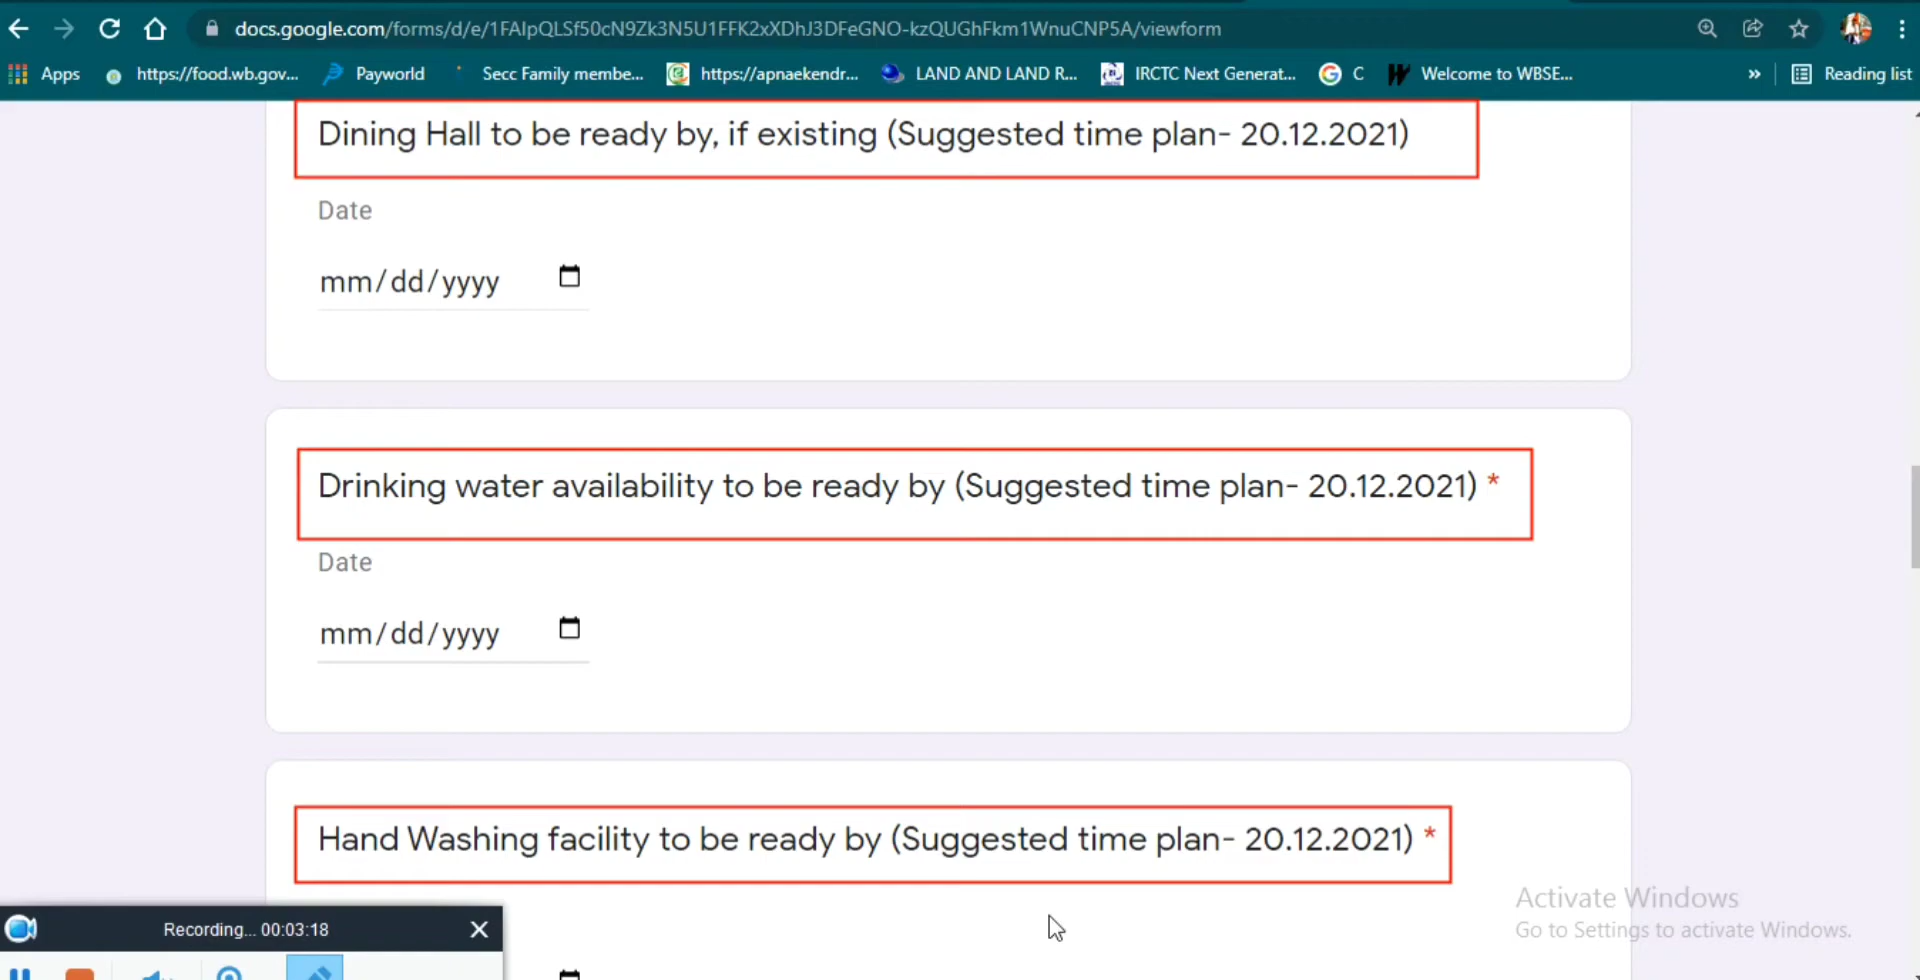 docs.google.com/forms/d/e/1FAIpQLSf50cN9Zk3N5U1FFK2xXDhJ3DFeGNO-kzQUGhFkm1WnuCNP5A/viewform
Apps https://food.wb.gov... Payworld Secc Family membe... https://apnaekendr... LAND AND LAND R... IRCTC Next Generat... C Welcome to WBSE... » Reading list
Dining Hall to be ready by, if existing (Suggested time plan- 20.12.2021)
Date
mm/dd/yyyy
Drinking water availability to be ready by (Suggested time plan- 20.12.2021) *
Date
mm/dd/yyyy
Hand Washing facility to be ready by (Suggested time plan- 20.12.2021) *
Activate Windows
Go to Settings to activate Windows.
Recording... 00:03:18